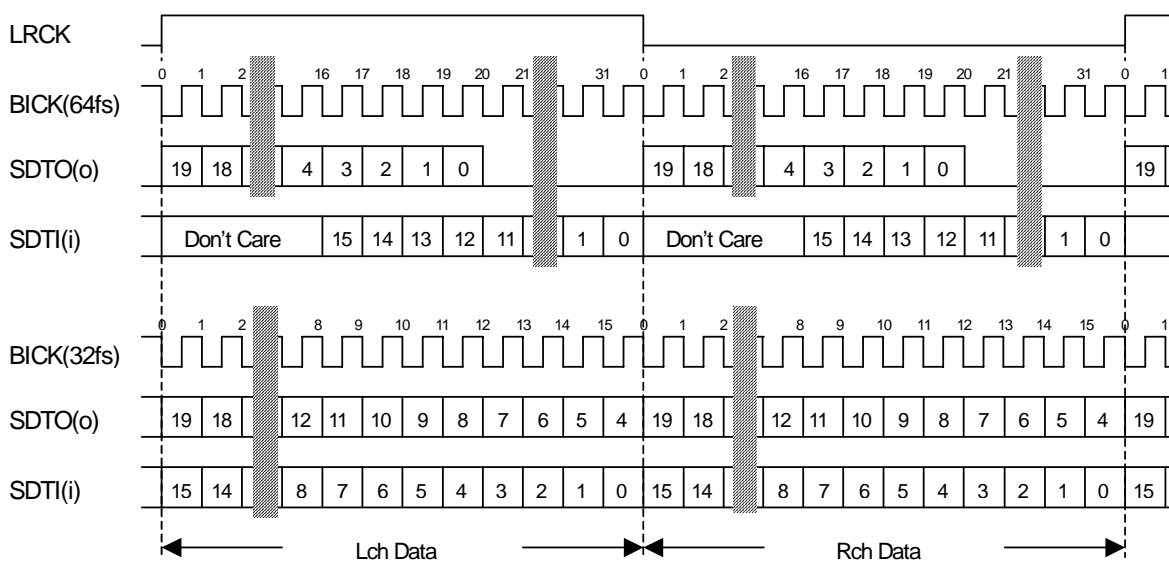 LRCK
0 1 2 16 17 18 19 20 21 31 0 1 2 16 17 18 19 20 21 31 0 1
BICK(64fs)
SDTO(o) 19 18 4 3 2 1 0 19 18 4 3 2 1 0 19
SDTI(i) Don't Care 15 14 13 12 11 1 0 Don't Care 15 14 13 12 11 1 0
0 1 2 8 9 10 11 12 13 14 15 0 1 2 8 9 10 11 12 13 14 15 0 1
BICK(32fs)
SDTO(o) 19 18 12 11 10 9 8 7 6 5 4 19 18 12 11 10 9 8 7 6 5 4 19
SDTI(i) 15 14 8 7 6 5 4 3 2 1 0 15 14 8 7 6 5 4 3 2 1 0 15
Lch Data Rch Data